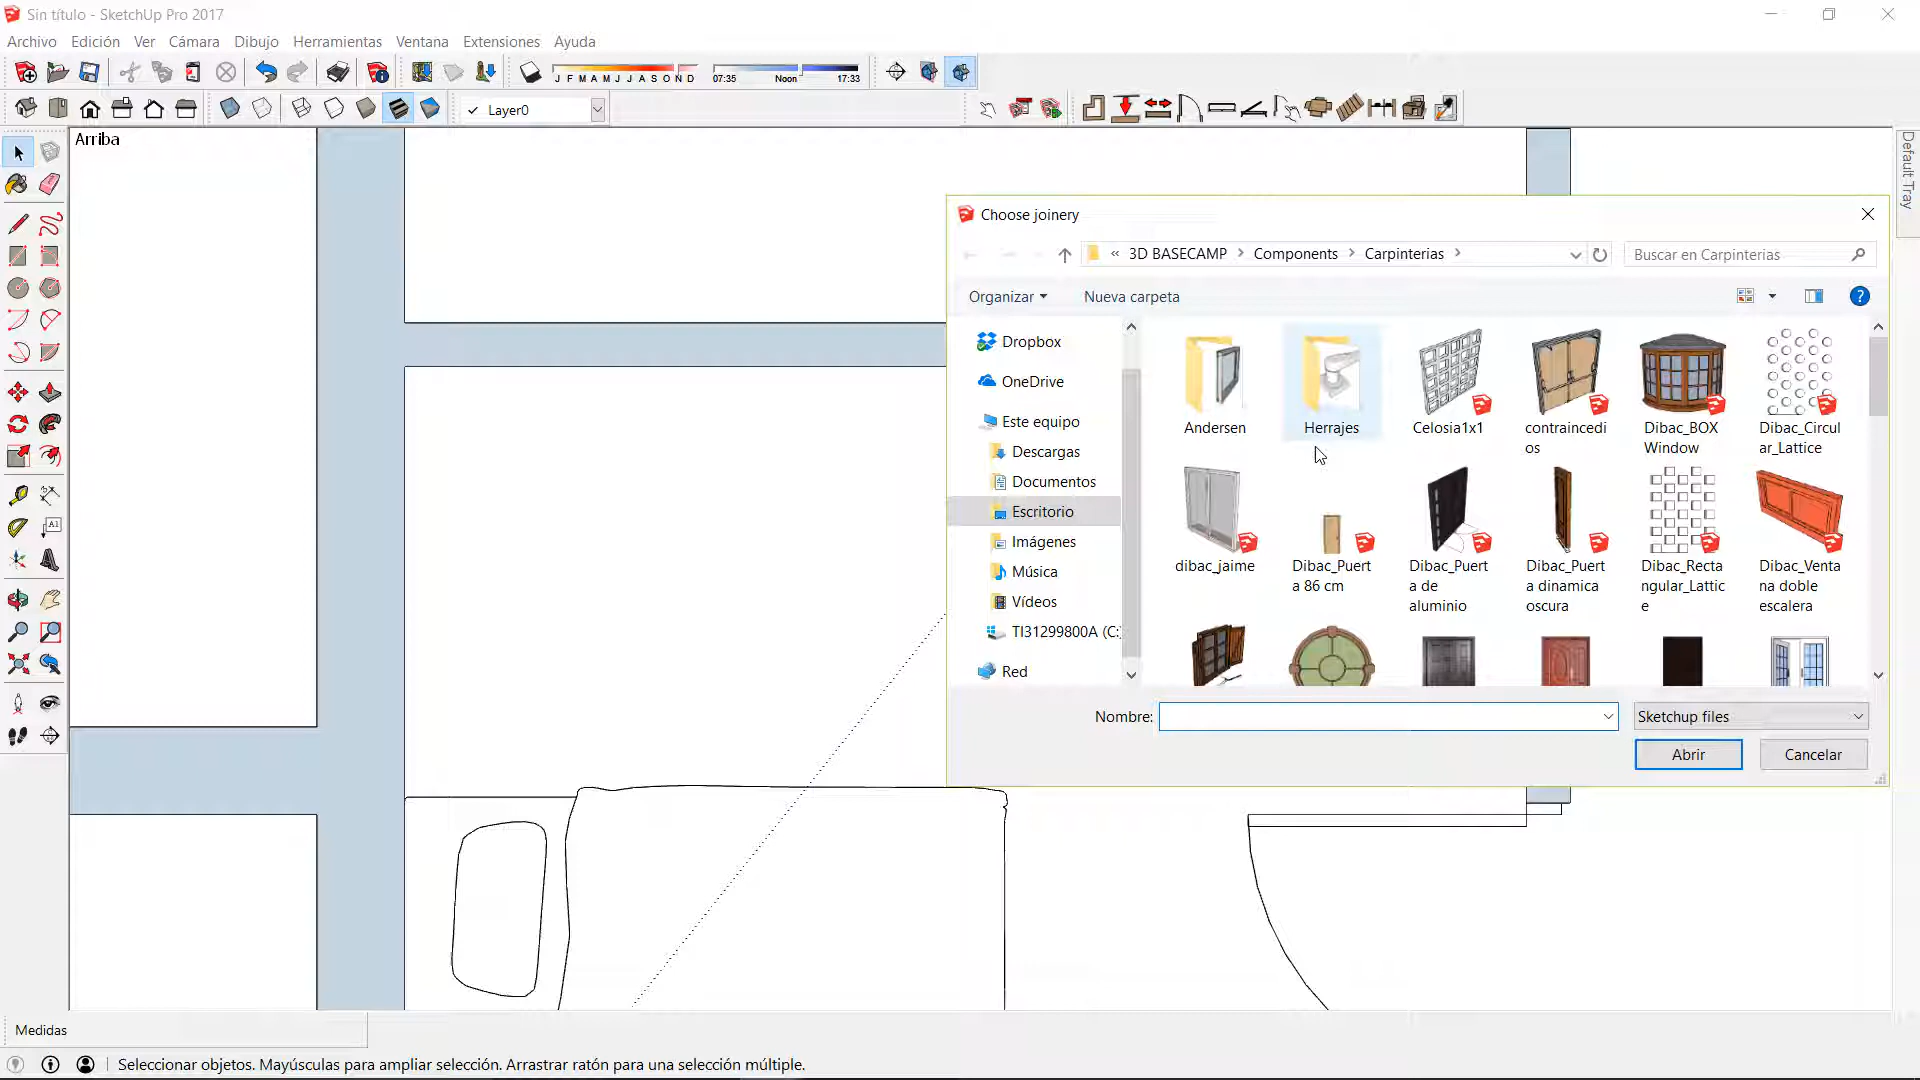 Sin título - SketchUp Pro 2017
Archivo Edición Ver Cámara Dibujo Herramientas Ventana Extensiones Ayuda
J F M A M J J A S O N D 07:35 Noon 17:33
Layer0
Arriba
Default Tray
Choose joinery
« 3D BASECAMP > Components > Carpinterias >
Buscar en Carpinterias
Organizar Nueva carpeta
Dropbox
OneDrive
Este equipo
Descargas
Documentos
Escritorio
Imágenes
Música
Vídeos
TI31299800A (C:)
Red
Andersen
Herrajes
Celosia1x1
contraincedi
os
Dibac_BOX
Window
Dibac_Circul
ar_Lattice
dibac_jaime
Dibac_Puert
a 86 cm
Dibac_Puert
a de
aluminio
Dibac_Puert
a dinamica
oscura
Dibac_Recta
ngular_Lattic
e
Dibac_Venta
na doble
escalera
Nombre:
Sketchup files
Abrir Cancelar
Medidas
Seleccionar objetos. Mayúsculas para ampliar selección. Arrastrar ratón para una selección múltiple.